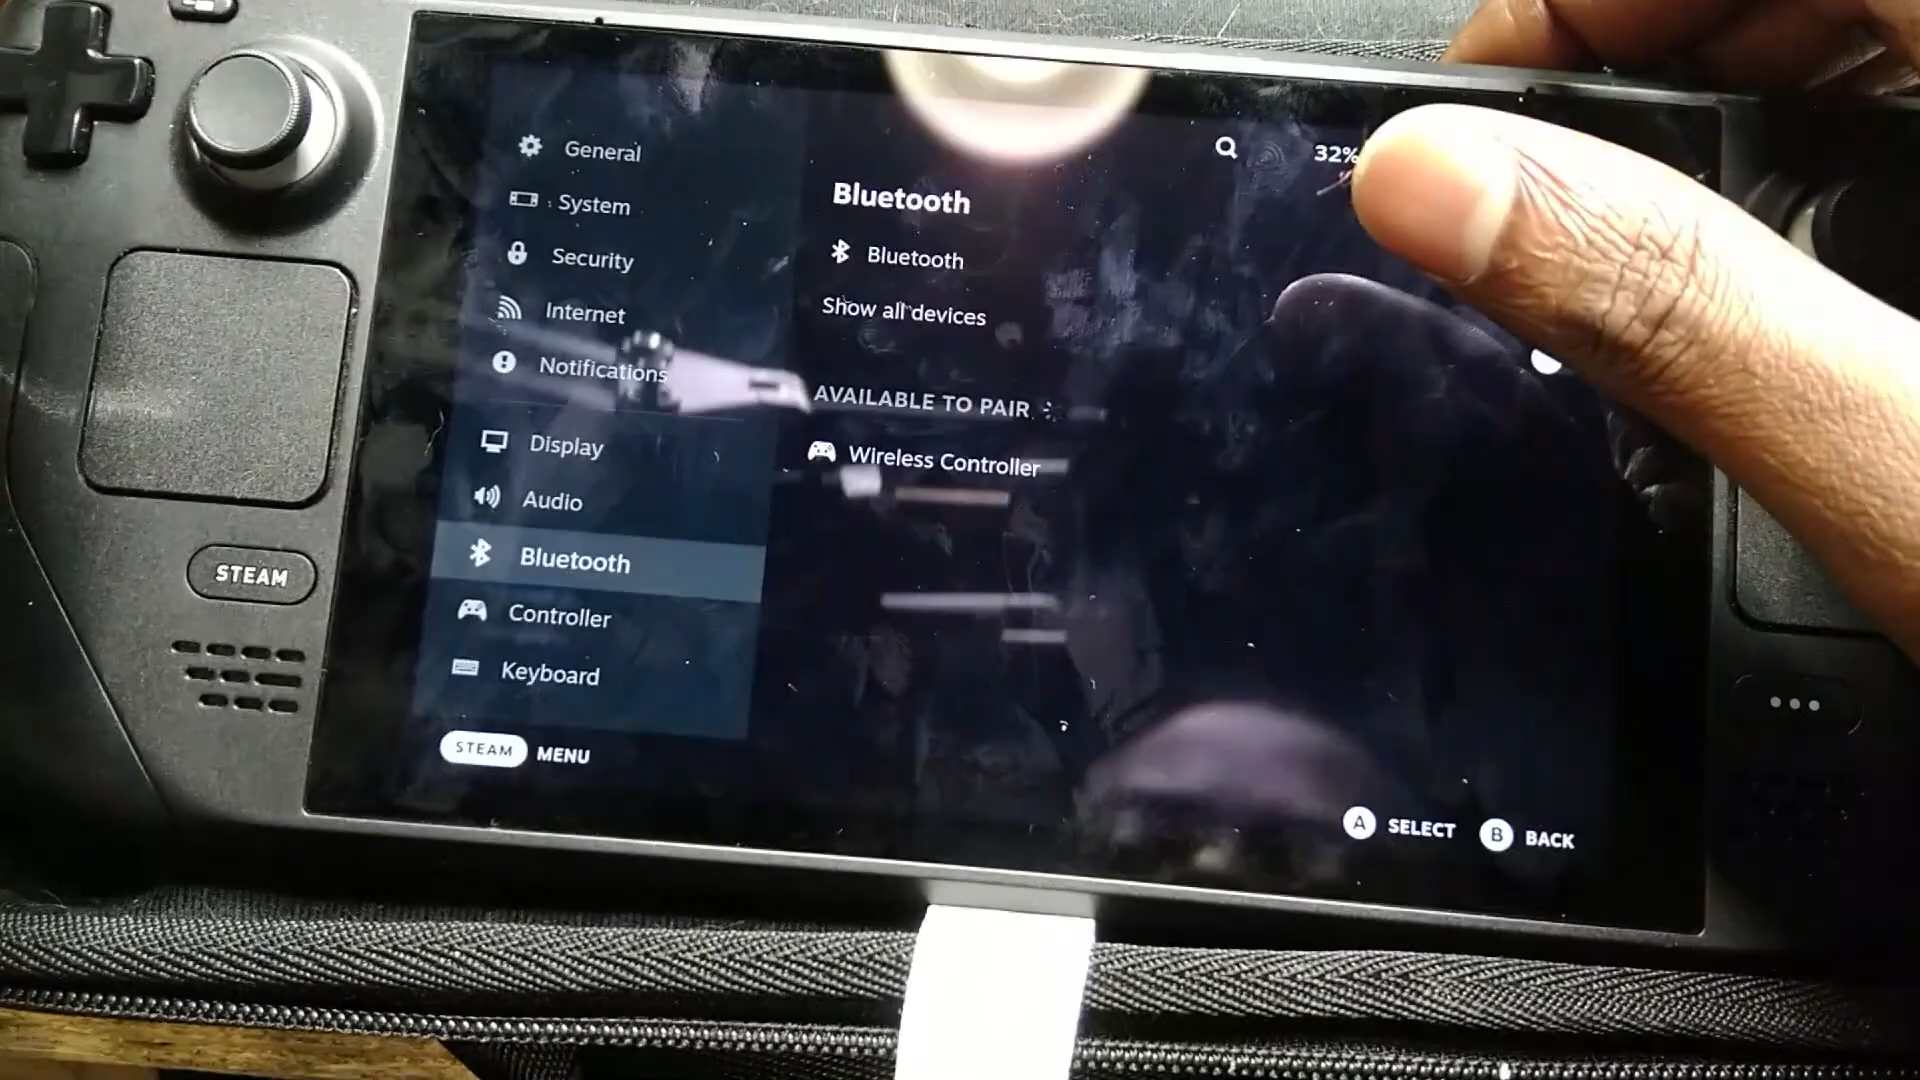 General
System
Security
Internet
Notifications
Display
Audio
Bluetooth
Controller
Keyboard
STEAM MENU
32%
Bluetooth
Bluetooth
Show all devices
AVAILABLE TO PAIR
Wireless Controller
A SELECT B BACK
STEAM